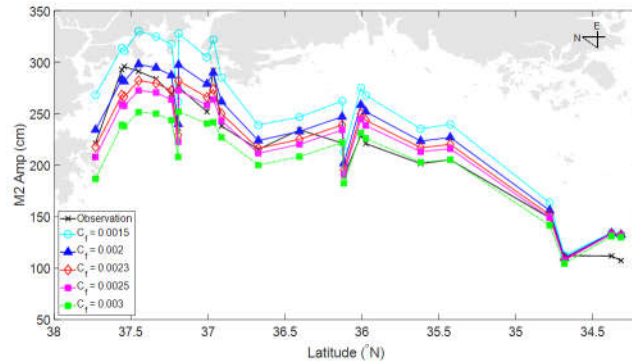 350
300
250
200
150
100
50
M2 Amp (cm)
E
N
Observation
C_f = 0.0015
C_f = 0.002
C_f = 0.0023
C_f = 0.0025
C_f = 0.003
38 37.5 37 36.5 36 35.5 35 34.5
Latitude (°N)